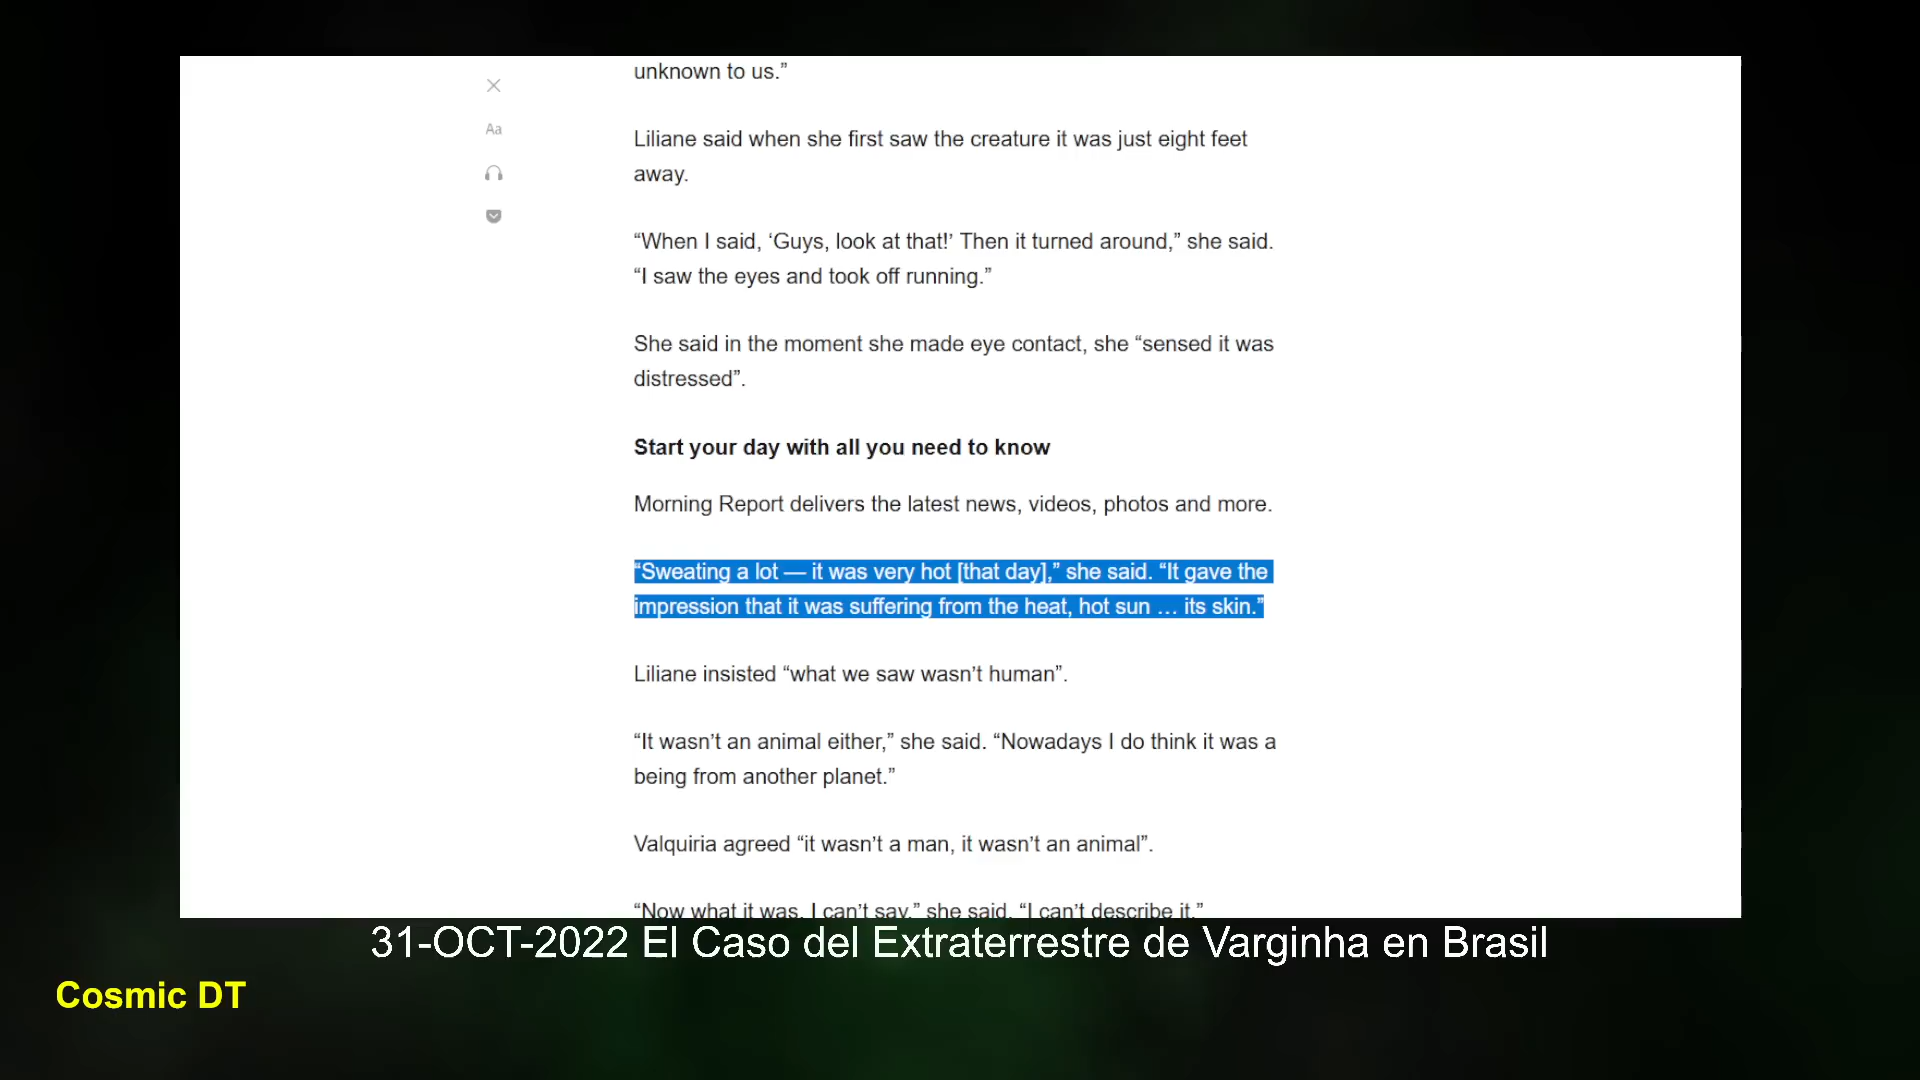 unknown to us.”
Aa
Liliane said when she first saw the creature it was just eight feet
away.
“When I said, ‘Guys, look at that!’ Then it turned around,” she said.
“I saw the eyes and took off running.”
She said in the moment she made eye contact, she “sensed it was
distressed”.
Start your day with all you need to know
Morning Report delivers the latest news, videos, photos and more.
“Sweating a lot — it was very hot [that day],” she said. “It gave the
impression that it was suffering from the heat, hot sun … its skin.”
Liliane insisted “what we saw wasn’t human”.
“It wasn’t an animal either,” she said. “Nowadays I do think it was a
being from another planet.”
Valquiria agreed “it wasn’t a man, it wasn’t an animal”.
“Now what it was, I can’t say,” she said. “I can’t describe it.”
31-OCT-2022 El Caso del Extraterrestre de Varginha en Brasil
Cosmic DT